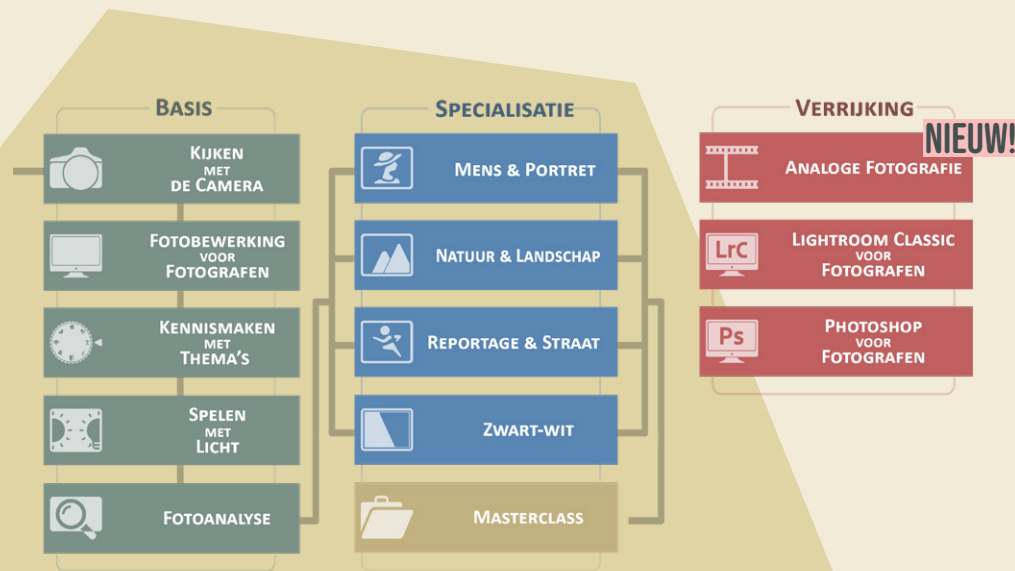 BASIS
KIJKEN
MET
DE CAMERA
FOTOBEWERKING
VOOR
FOTOGRAFEN
KENNISMAKEN
MET
THEMA'S
SPELEN
MET
LICHT
FOTOANALYSE
SPECIALISATIE
MENS & PORTRET
NATUUR & LANDSCHAP
REPORTAGE & STRAAT
ZWART-WIT
MASTERCLASS
VERRIJKING
NIEUW!
ANALOGE FOTOGRAFIE
LrC
LIGHTROOM CLASSIC
VOOR
FOTOGRAFEN
Ps
PHOTOSHOP
VOOR
FOTOGRAFEN